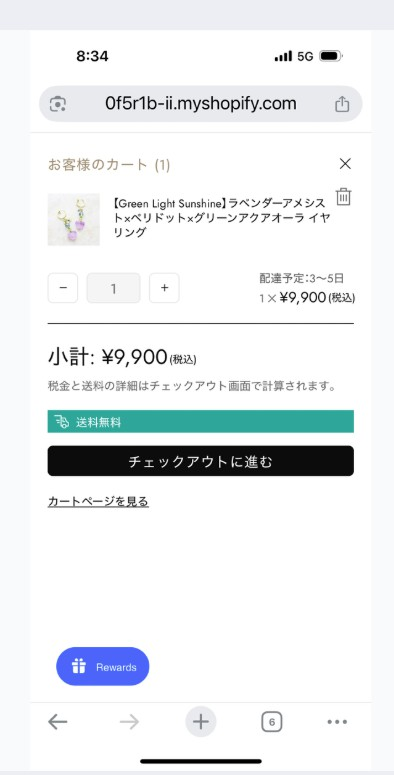 8:34
5G
0f5r1b-ii.myshopify.com
お客様のカート (1)
【Green Light Sunshine】ラベンダーアメシス
ト×ペリドット×グリーンアクアオーラ イヤ
リング
配達予定:3〜5日
− 1 +
1×¥9,900(税込)
小計: ¥9,900(税込)
税金と送料の詳細はチェックアウト画面で計算されます。
送料無料
チェックアウトに進む
カートページを見る
Rewards
6